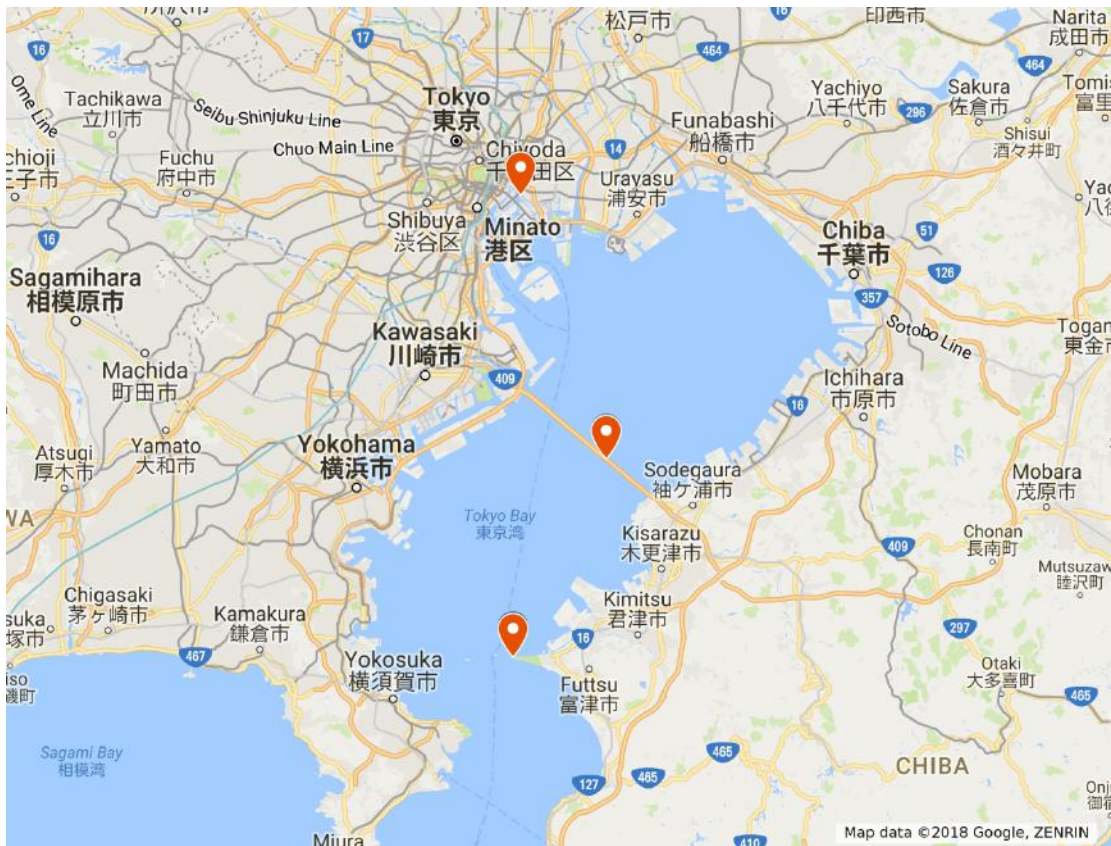 松戸市
16
印西市
Narita
成田市
17
464
464
16
Ome Line
Tachikawa
立川市
Seibu Shinjuku Line
Tokyo
東京
Yachiyo
八千代市
Sakura
佐倉市
296
Funabashi
船橋市
Shisui
酒々井町
Chuo Main Line
Chiyoda
14
Fuchu
府中市
Urayasu
浦安市
Shibuya
渋谷区
Minato
港区
16
Chiba
千葉市
51
126
Sagamihara
相模原市
357
Sotobo Line
東金市
Kawasaki
川崎市
Machida
町田市
409
Ichihara
市原市
16
Atsugi
厚木市
Yamato
大和市
Yokohama
横浜市
Sodegaura
袖ケ浦市
Mobara
茂原市
Tokyo Bay
東京湾
Kisarazu
木更津市
409
Chonan
長南町
睦沢町
Chigasaki
茅ヶ崎市
Kamakura
鎌倉市
Kimitsu
君津市
16
297
467
Yokosuka
横須賀市
Futtsu
富津市
Otaki
大多喜町
465
Sagami Bay
相模湾
465
465
127
CHIBA
Miura
410
Map data ©2018 Google, ZENRIN